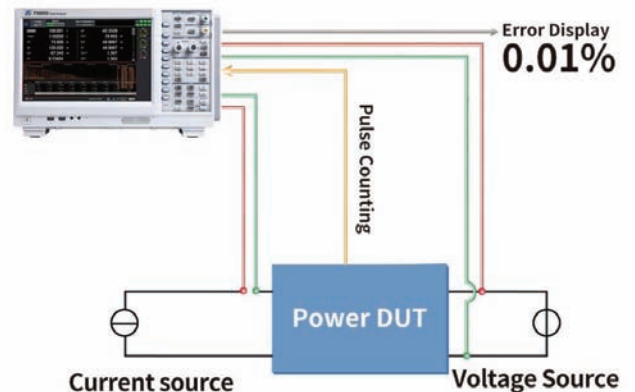 Error Display
0.01%
Pulse Counting
Power DUT
Current source
Voltage Source